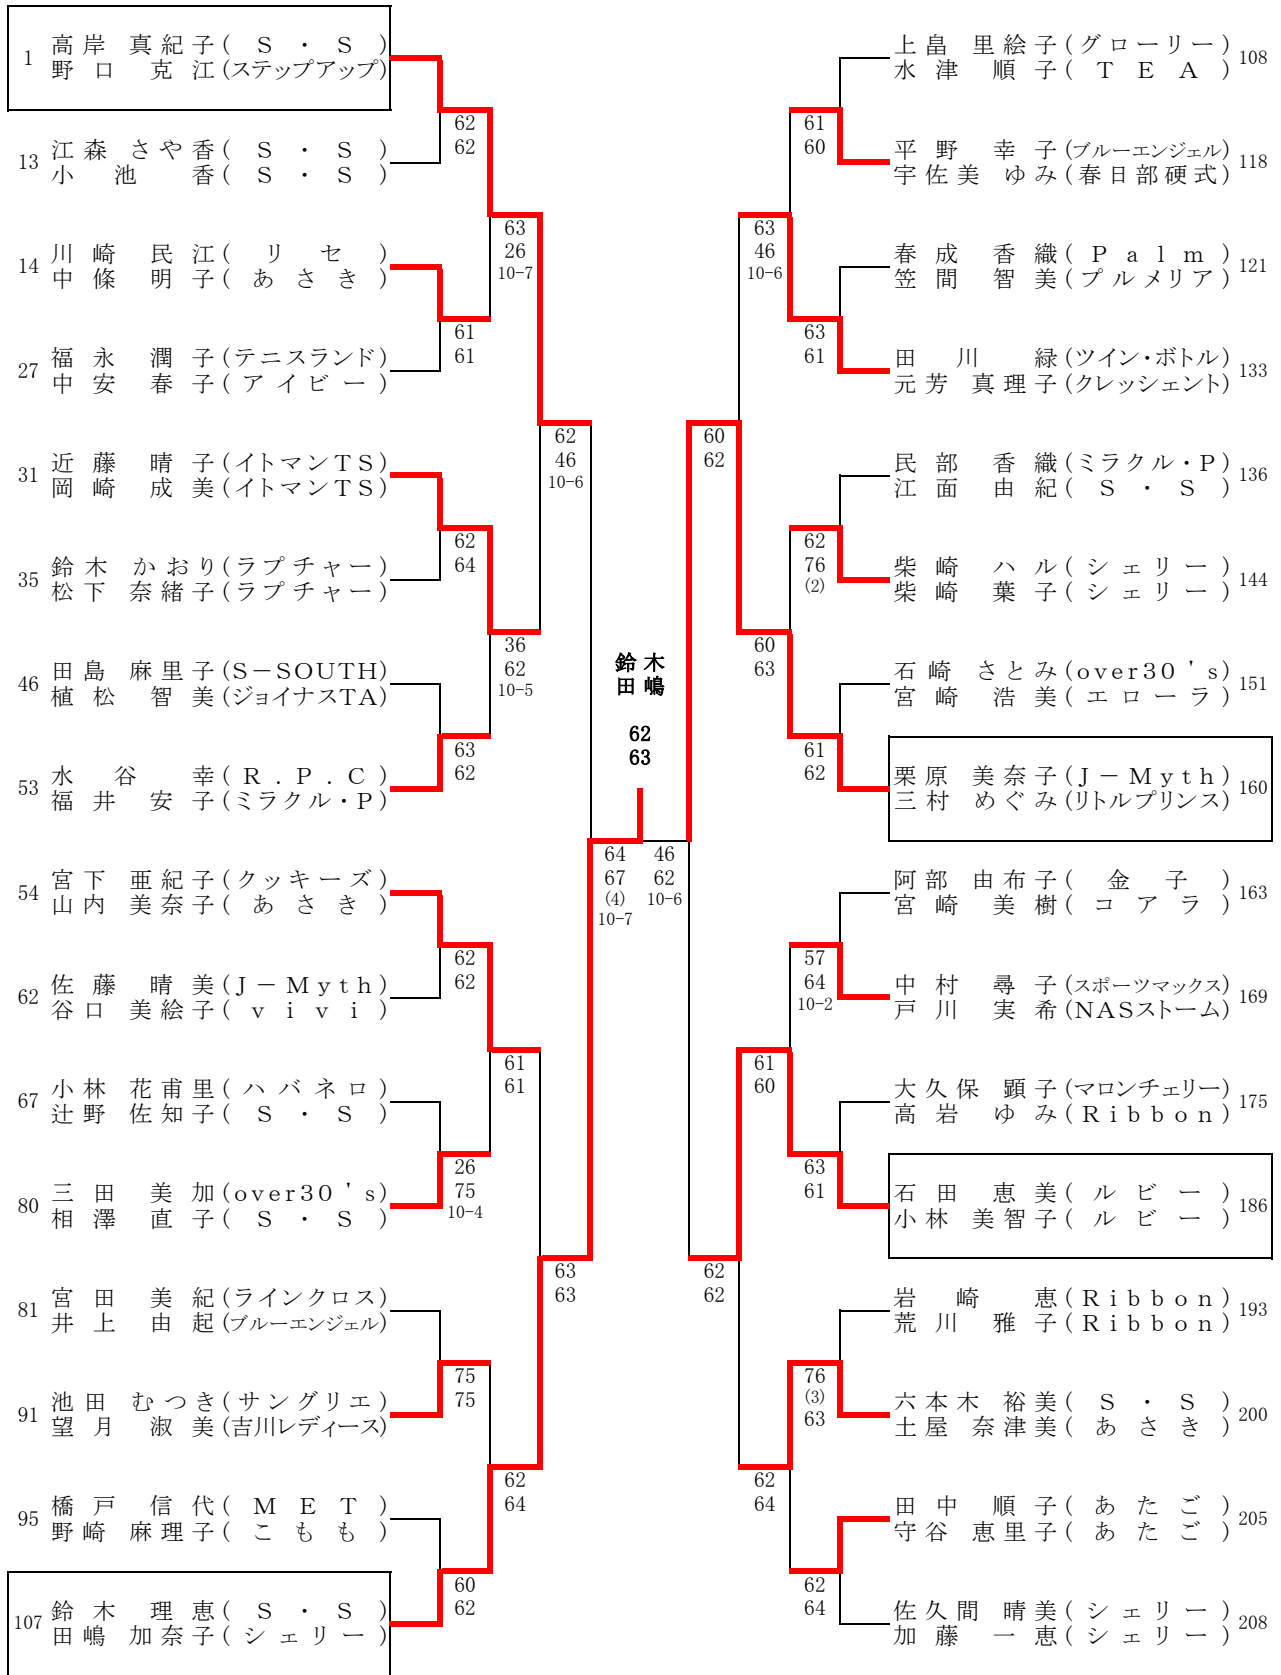 1 高岸 真紀子(S・S)
野口 克江(ステップアップ)
62
62
13 江森 さや香(S・S)
小池 香(S・S)
63
26
10-7
14 川崎 民江(リセ)
中條 明子(あさき)
61
61
27 福永 潤子(テニスランド)
中安 春子(アイビー)
62
46
10-6
31 近藤 晴子(イトマンTS)
岡崎 成美(イトマンTS)
62
64
35 鈴木 かおり(ラプチャー)
松下 奈緒子(ラプチャー)
36
62
10-5
46 田島 麻里子(S-SOUTH)
植松 智美(ジョイナスTA)
63
62
53 水谷 幸(R.P.C)
福井 安子(ミラクル・P)
64
67
(4)
10-7
54 宮下 亜紀子(クッキーズ)
山内 美奈子(あさき)
62
62
62 佐藤 晴美(J-Myth)
谷口 美絵子(vivi)
61
61
67 小林 花甫里(ハバネロ)
辻野 佐知子(S・S)
26
75
10-4
80 三田 美加(over30's)
相澤 直子(S・S)
63
63
81 宮田 美紀(ラインクロス)
井上 由起(ブルーエンジェル)
75
75
91 池田 むつき(サングリエ)
望月 淑美(吉川レディース)
62
64
95 橋戸 信代(MET)
野崎 麻理子(こもも)
60
62
107 鈴木 理恵(S・S)
田嶋 加奈子(シェリー)
鈴木
田嶋
62
63
上畠 里絵子(グローリー) 108
水津 順子(TEA)
61
60
平野 幸子(ブルーエンジェル) 118
宇佐美 ゆみ(春日部硬式)
63
46
10-6
春成 香織(Palm) 121
笠間 智美(プルメリア)
63
61
田川 緑(ツイン・ボトル) 133
元芳 真理子(クレッシェント)
60
62
民部 香織(ミラクル・P) 136
江面 由紀(S・S)
62
76
(2)
柴崎 ハル(シェリー) 144
柴崎 葉子(シェリー)
60
63
石崎 さとみ(over30's) 151
宮崎 浩美(エローラ)
61
62
栗原 美奈子(J-Myth) 160
三村 めぐみ(リトルプリンス)
46
62
10-6
阿部 由布子(金子) 163
宮崎 美樹(コアラ)
57
64
10-2
中村 尋子(スポーツマックス) 169
戸川 実希(NASストーム)
61
60
大久保 顕子(マロンチェリー) 175
高岩 ゆみ(Ribbon)
63
61
石田 恵美(ルビー) 186
小林 美智子(ルビー)
62
62
岩崎 恵(Ribbon) 193
荒川 雅子(Ribbon)
76
(3)
63
六本木 裕美(S・S) 200
土屋 奈津美(あさき)
62
64
田中 順子(あたご) 205
守谷 恵里子(あたご)
62
64
佐久間 晴美(シェリー) 208
加藤 一恵(シェリー)